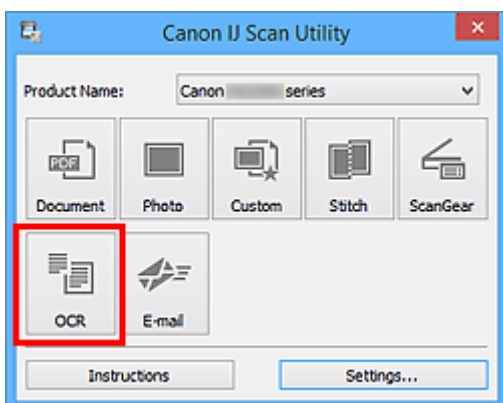 Canon IJ Scan Utility
Product Name: Canon series
PDF
Document Photo Custom Stitch ScanGear
OCR E-mail
Instructions Settings...